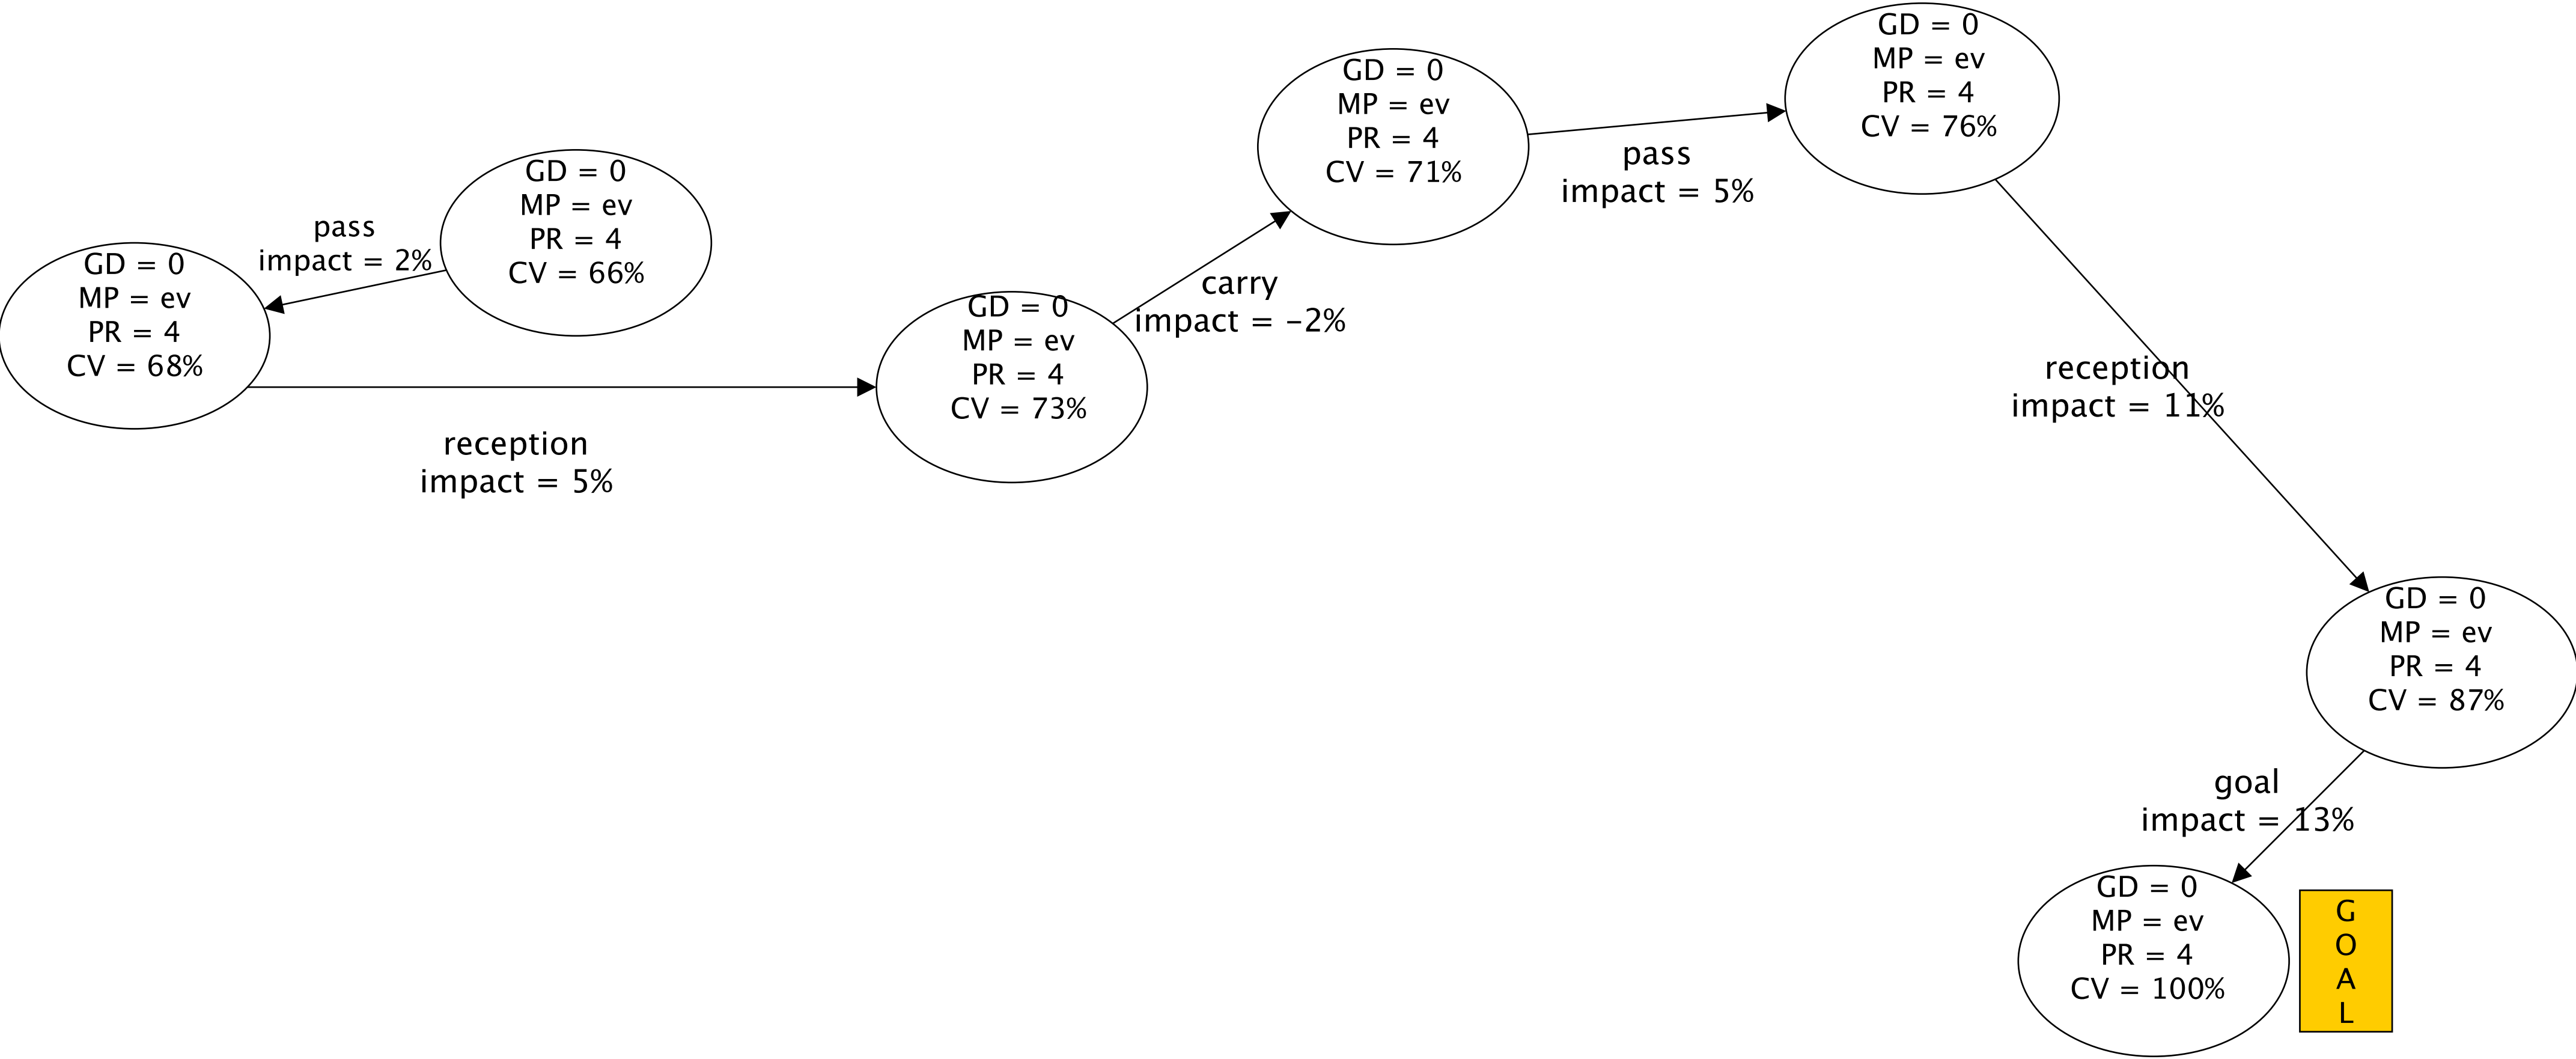 GD = 0
MP = ev
PR = 4
CV = 68%
pass
impact = 2%
GD = 0
MP = ev
PR = 4
CV = 66%
reception
impact = 5%
GD = 0
MP = ev
PR = 4
CV = 73%
carry
impact = −2%
GD = 0
MP = ev
PR = 4
CV = 71%
pass
impact = 5%
GD = 0
MP = ev
PR = 4
CV = 76%
reception
impact = 11%
GD = 0
MP = ev
PR = 4
CV = 87%
goal
impact = 13%
GD = 0
MP = ev
PR = 4
CV = 100%
G
O
A
L